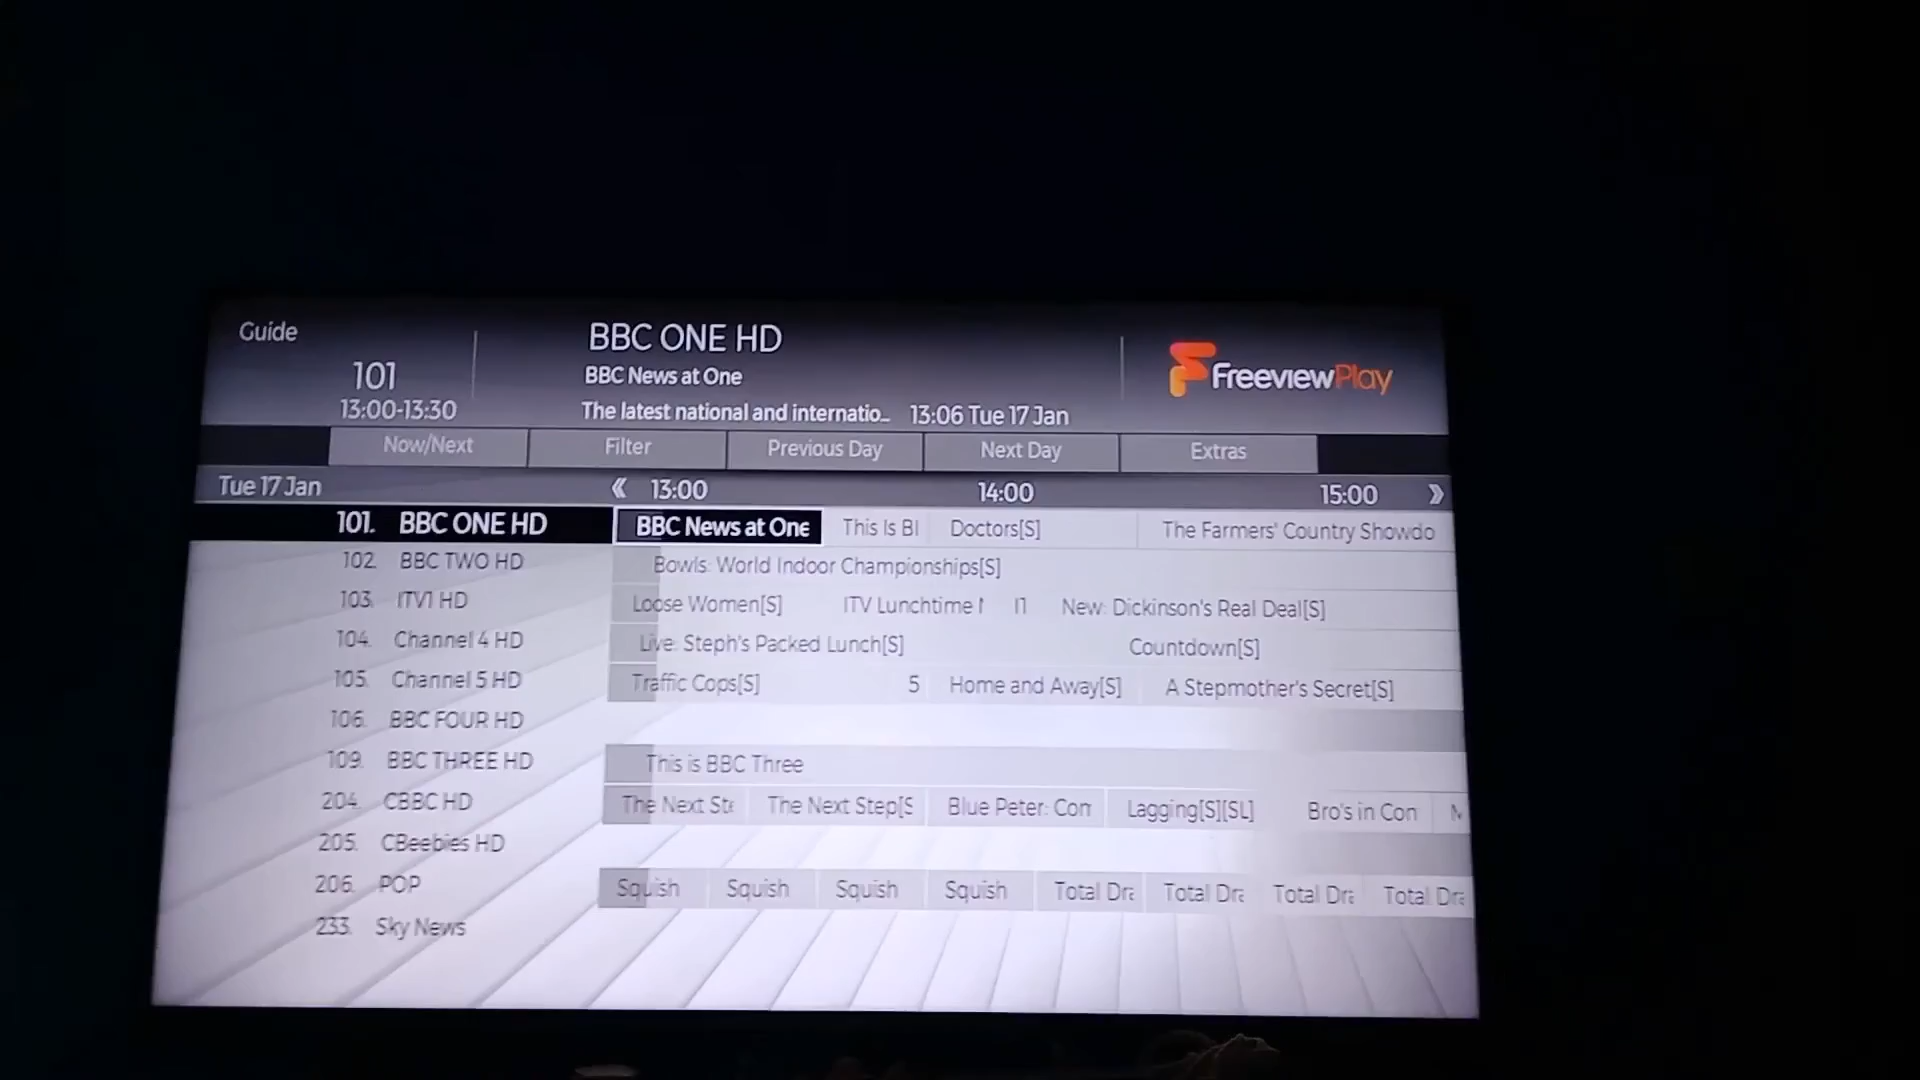 Guide
BBC ONE HD
101
BBC News at One
FreeviewPlay
13:00-13:30
The latest national and internatio... 13:06 Tue 17 Jan
Now/Next Filter Previous Day Next Day Extras
Tue 17 Jan « 13:00 14:00 15:00 »
101. BBC ONE HD BBC News at One This Is Bl Doctors[S] The Farmers' Country Showdo
102. BBC TWO HD Bowls: World Indoor Championships[S]
103. ITV1 HD Loose Women[S] ITV Lunchtime New: Dickinson's Real Deal[S]
104. Channel 4 HD Live: Steph's Packed Lunch[S] Countdown[S]
105. Channel 5 HD Traffic Cops[S] 5 Home and Away[S] A Stepmother's Secret[S]
106. BBC FOUR HD
109. BBC THREE HD This is BBC Three
204. CBBC HD The Next Ste The Next Step[S Blue Peter: Con Lagging[S][SL] Bro's in Con
205. CBeebies HD
206. POP Squish Squish Squish Squish Total Dra Total Dra Total Dra Total Dra
233. Sky News